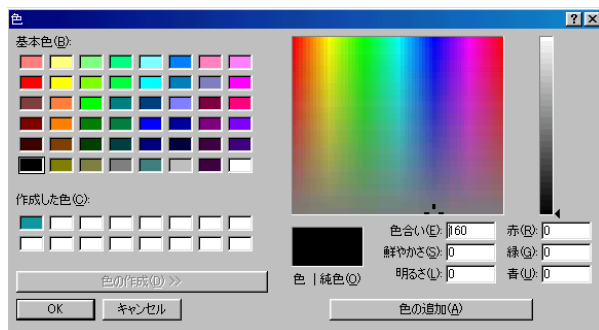 色
基本色(B):
作成した色(C):
色の作成(D) >>
OK キャンセル
色 | 純色(O)
色合い(E): 160 赤(R): 0
鮮やかさ(S): 0 緑(G): 0
明るさ(L): 0 青(U): 0
色の追加(A)